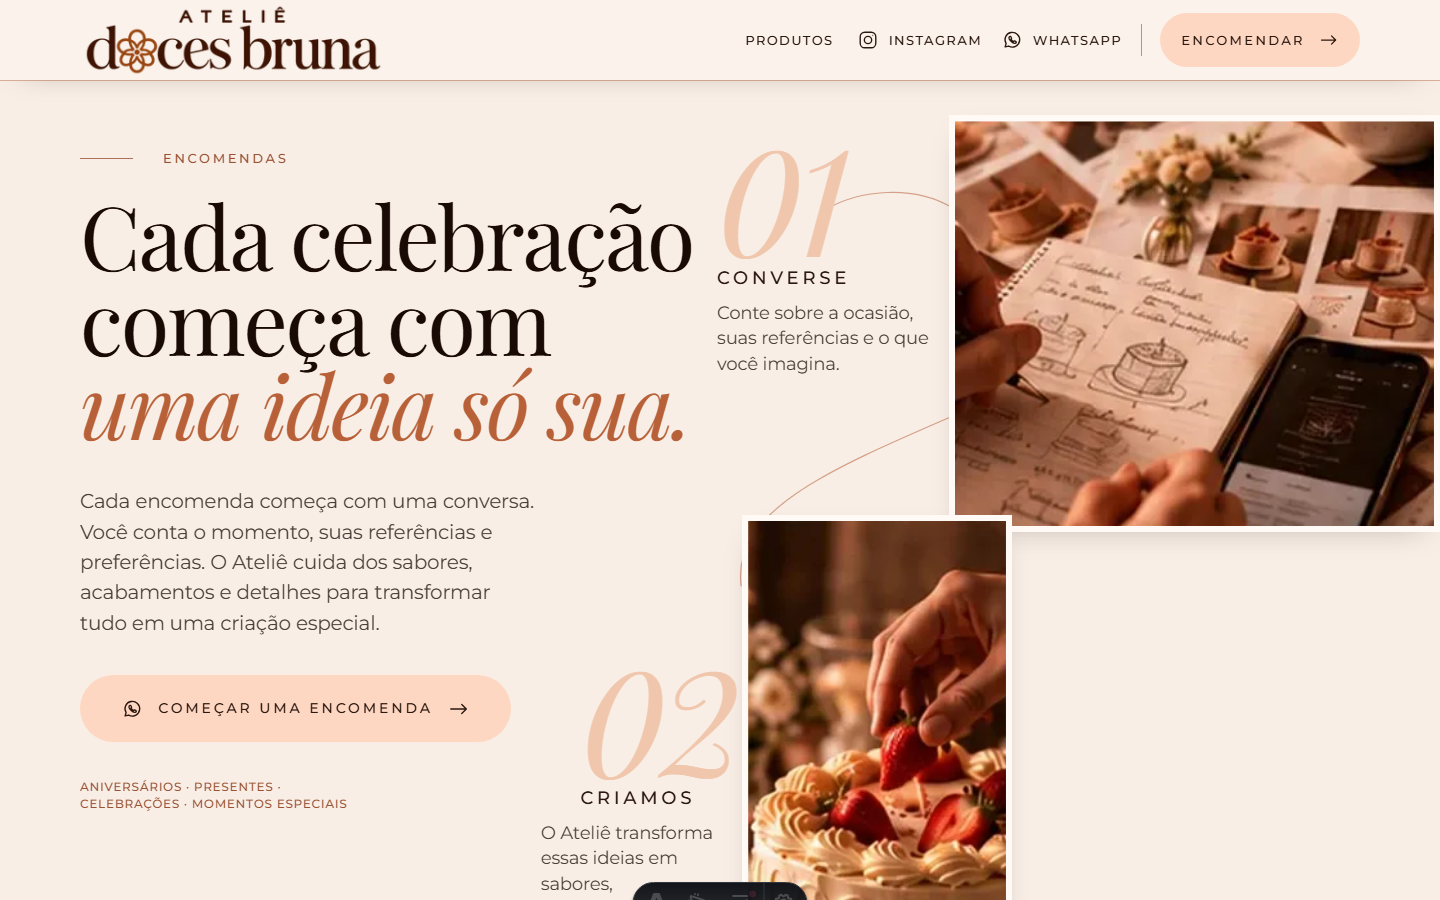 ATELIÊ
doces bruna
PRODUTOS
INSTAGRAM
WHATSAPP
ENCOMENDAR
ENCOMENDAS
Cada celebração
começa com
uma ideia só sua.
Cada encomenda começa com uma conversa.
Você conta o momento, suas referências e
preferências. O Ateliê cuida dos sabores,
acabamentos e detalhes para transformar
tudo em uma criação especial.
COMEÇAR UMA ENCOMENDA
ANIVERSÁRIOS · PRESENTES ·
CELEBRAÇÕES · MOMENTOS ESPECIAIS
01
CONVERSE
Conte sobre a ocasião,
suas referências e o que
você imagina.
02
CRIAMOS
O Ateliê transforma
essas ideias em
sabores,